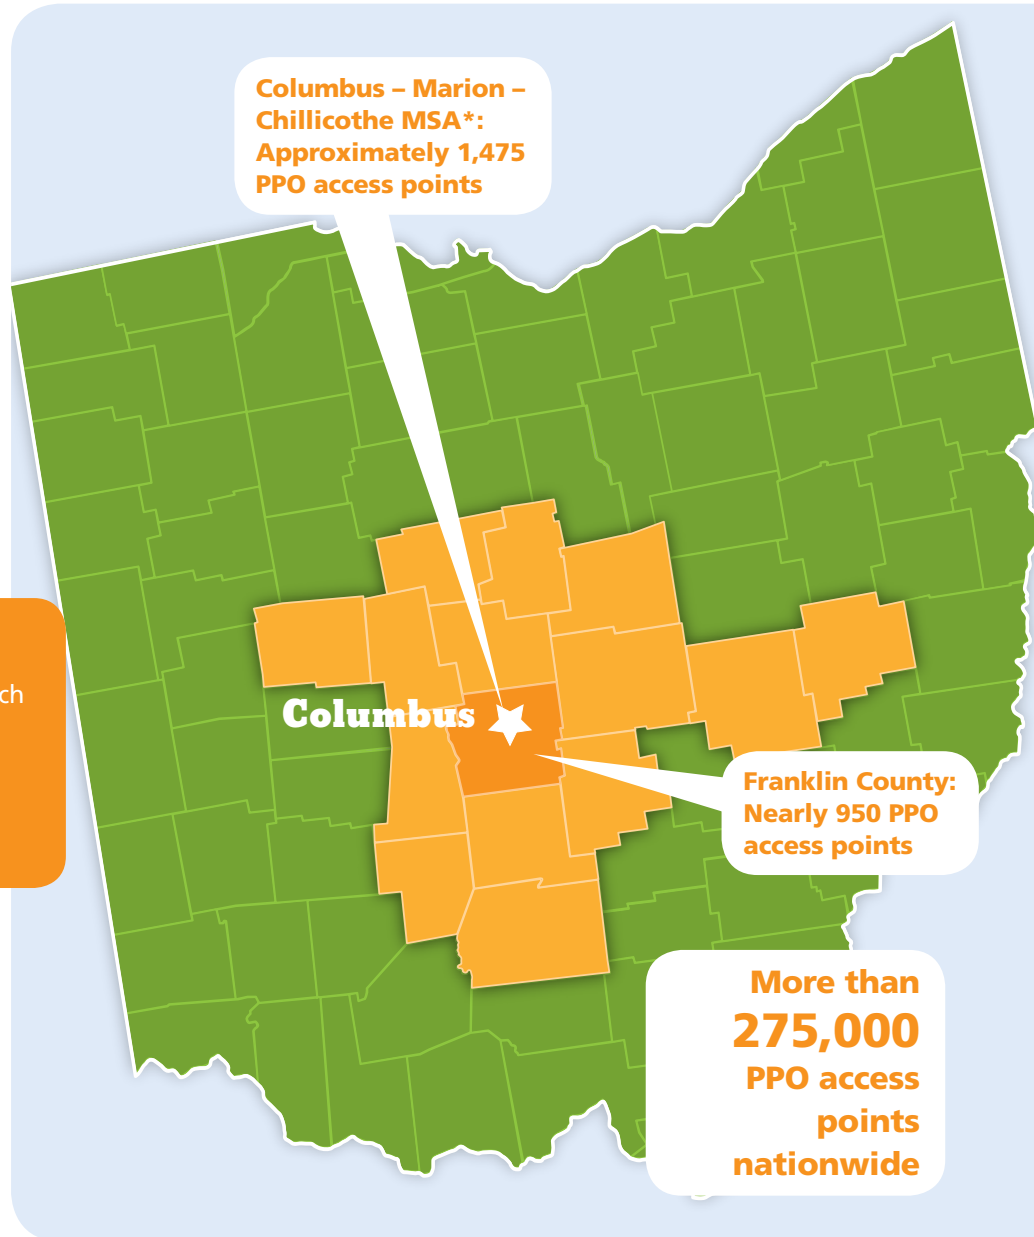 Columbus – Marion –
Chillicothe MSA*:
Approximately 1,475
PPO access points
ch
Columbus
Franklin County:
Nearly 950 PPO
access points
More than
275,000
PPO access
points
nationwide